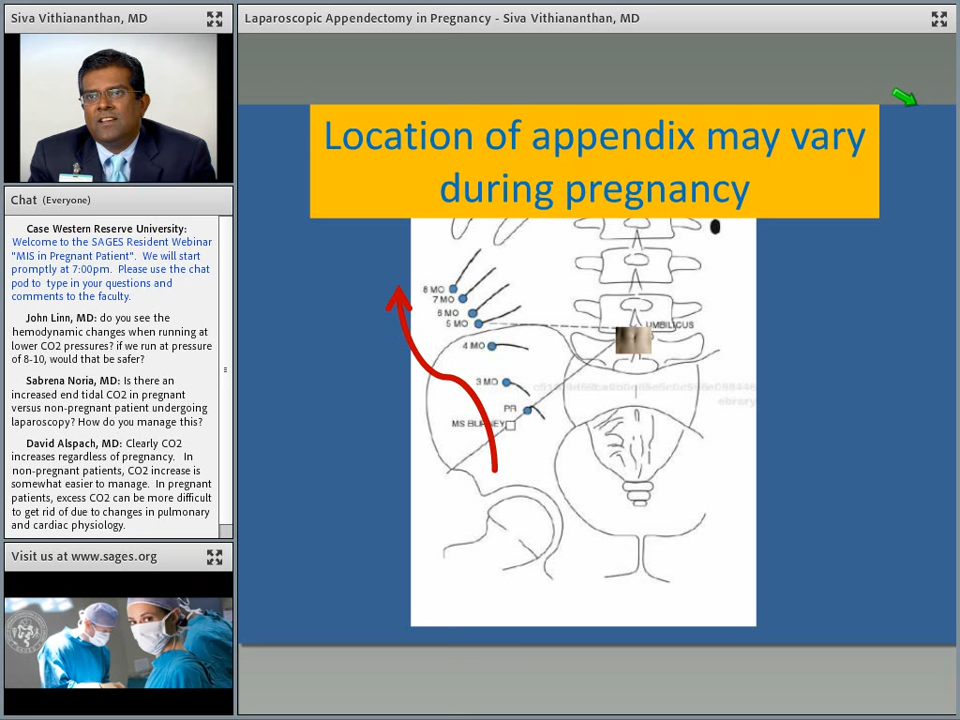 Siva Vithiananthan, MD
Chat (Everyone)
Case Western Reserve University:
Welcome to the SAGES Resident Webinar
"MIS in Pregnant Patient". We will start
promptly at 7:00pm. Please use the chat
pod to type in your questions and
comments to the faculty.
John Linn, MD: do you see the
hemodynamic changes when running at
lower CO2 pressures? if we run at pressure
of 8-10, would that be safer?
Sabrena Noria, MD: Is there an
increased end tidal CO2 in pregnant
versus non-pregnant patient undergoing
laparoscopy? How do you manage this?
David Alspach, MD: Clearly CO2
increases regardless of pregnancy. In
non-pregnant patients, CO2 increase is
somewhat easier to manage. In pregnant
patients, excess CO2 can be more difficult
to get rid of due to changes in pulmonary
and cardiac physiology.
Visit us at www.sages.org
Laparoscopic Appendectomy in Pregnancy - Siva Vithiananthan, MD
Location of appendix may vary
during pregnancy
8 MO
7 MO
6 MO
5 MO
UMBILICUS
4 MO
3 MO
elibrary
PR
MS BURNEY